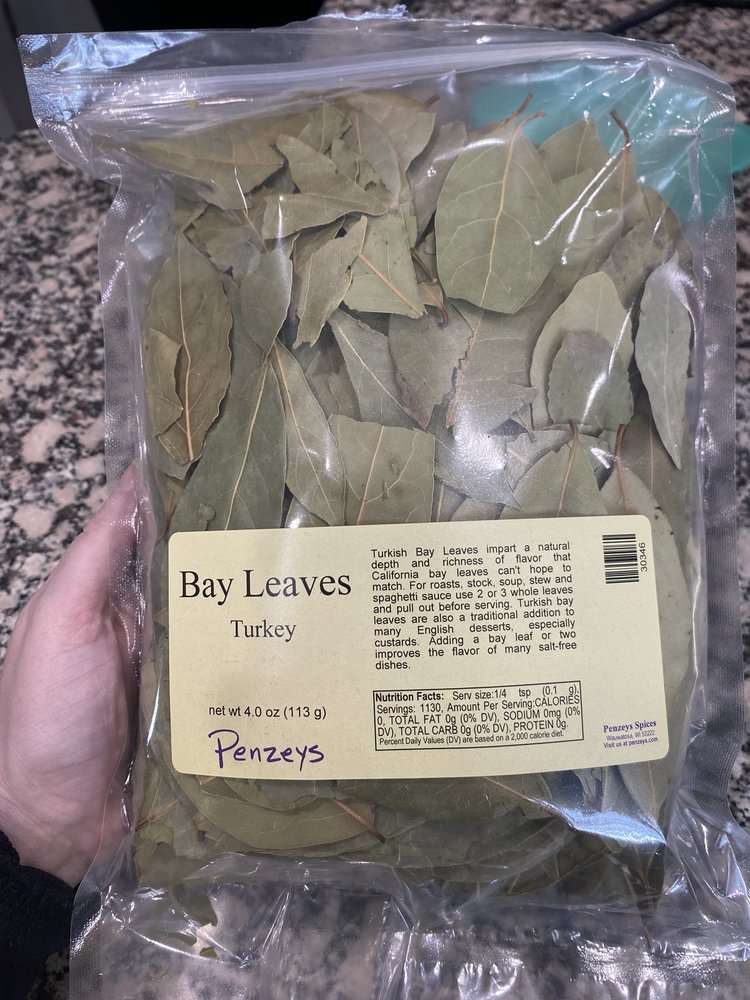 Bay Leaves
Turkey
net wt 4.0 oz (113 g)
Penzeys
Turkish Bay Leaves impart a natural
depth and richness of flavor that
California bay leaves can't hope to
match. For roasts, stock, soup, stew and
spaghetti sauce use 2 or 3 whole leaves
and pull out before serving. Turkish bay
leaves are also a traditional addition to
many English desserts, especially
custards. Adding a bay leaf or two
improves the flavor of many salt-free
dishes.
Nutrition Facts: Serv size:1/4 tsp (0.1 g),
Servings: 1130, Amount Per Serving:CALORIES
0, TOTAL FAT 0g (0% DV), SODIUM 0mg (0%
DV), TOTAL CARB 0g (0% DV), PROTEIN 0g.
Percent Daily Values (DV) are based on a 2,000 calorie diet.
30346
Penzeys Spices
Wauwatosa, WI 53222
Visit us at penzeys.com